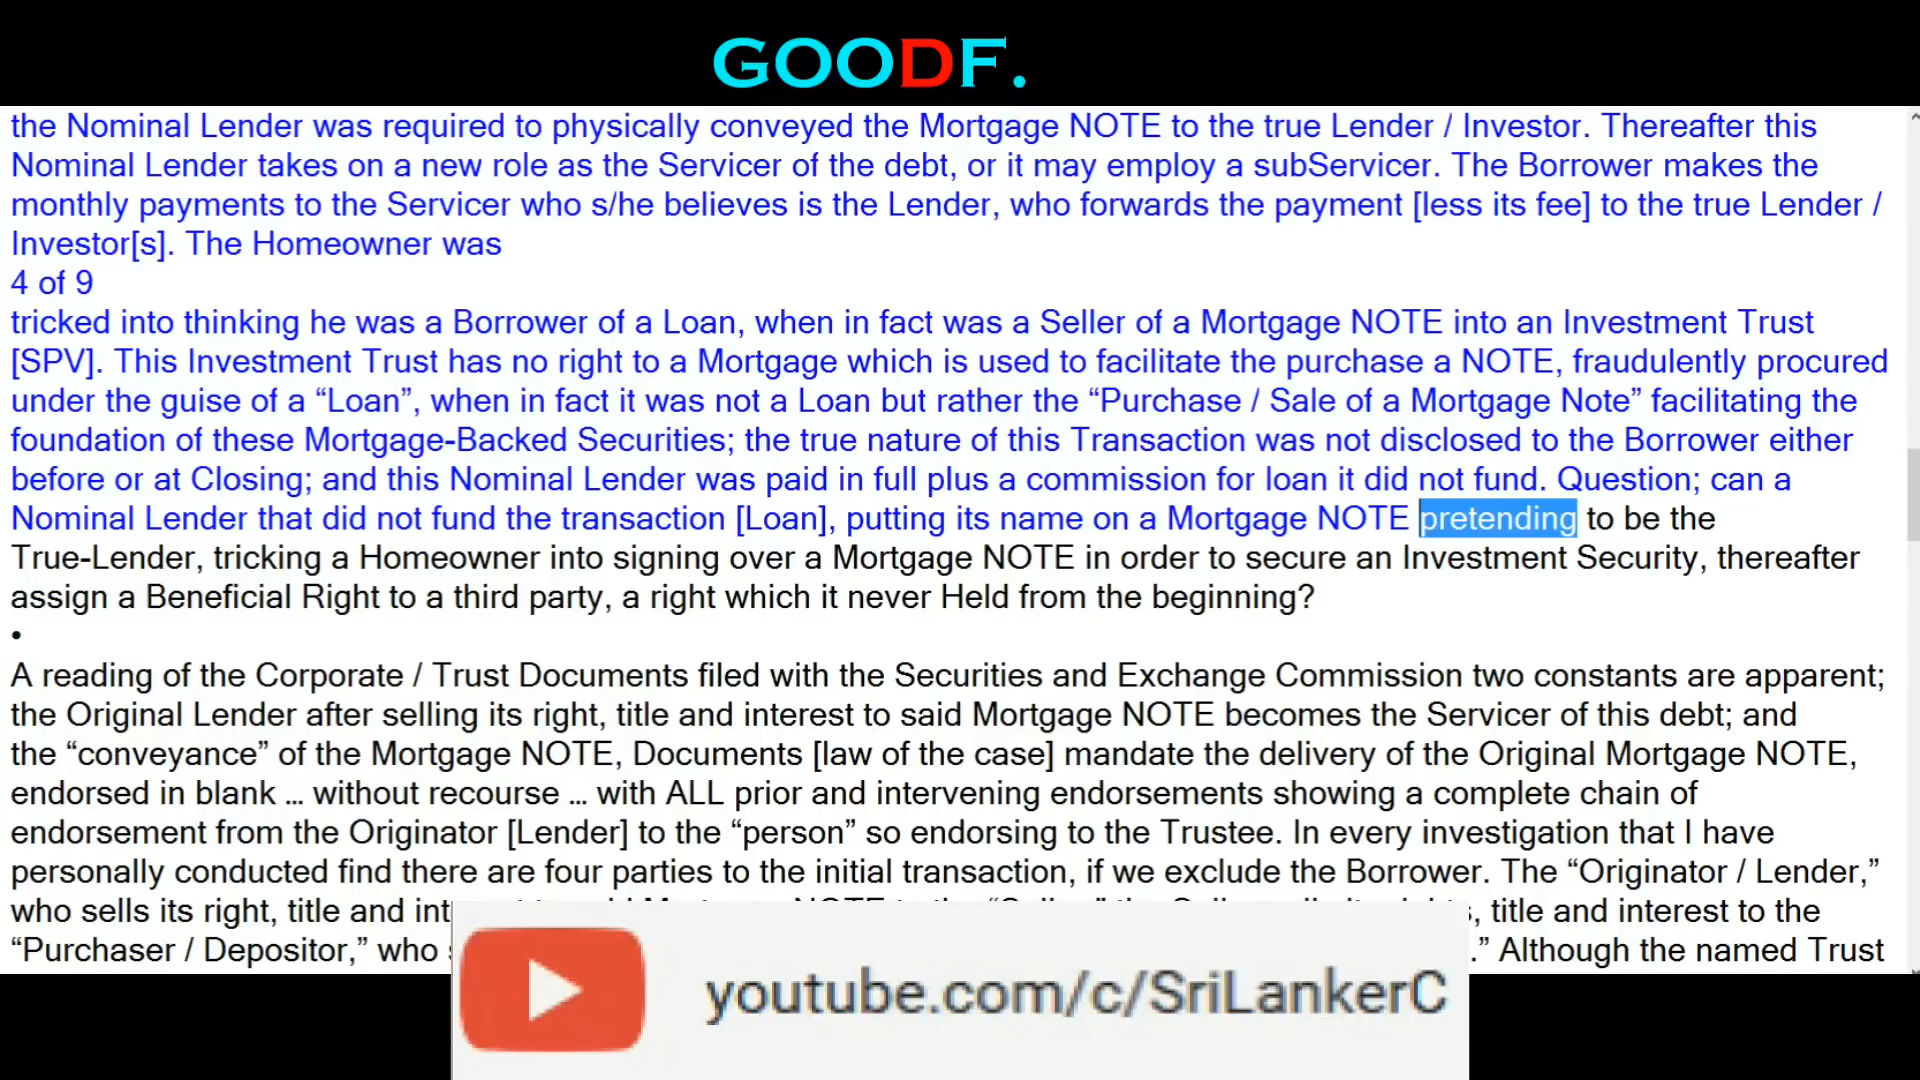 GOODF.
the Nominal Lender was required to physically conveyed the Mortgage NOTE to the true Lender / Investor. Thereafter this
Nominal Lender takes on a new role as the Servicer of the debt, or it may employ a subServicer. The Borrower makes the
monthly payments to the Servicer who s/he believes is the Lender, who forwards the payment [less its fee] to the true Lender /
Investor[s]. The Homeowner was
4 of 9
tricked into thinking he was a Borrower of a Loan, when in fact was a Seller of a Mortgage NOTE into an Investment Trust
[SPV]. This Investment Trust has no right to a Mortgage which is used to facilitate the purchase a NOTE, fraudulently procured
under the guise of a “Loan”, when in fact it was not a Loan but rather the “Purchase / Sale of a Mortgage Note” facilitating the
foundation of these Mortgage-Backed Securities; the true nature of this Transaction was not disclosed to the Borrower either
before or at Closing; and this Nominal Lender was paid in full plus a commission for loan it did not fund. Question; can a
Nominal Lender that did not fund the transaction [Loan], putting its name on a Mortgage NOTE pretending to be the
True-Lender, tricking a Homeowner into signing over a Mortgage NOTE in order to secure an Investment Security, thereafter
assign a Beneficial Right to a third party, a right which it never Held from the beginning?
•
A reading of the Corporate / Trust Documents filed with the Securities and Exchange Commission two constants are apparent;
the Original Lender after selling its right, title and interest to said Mortgage NOTE becomes the Servicer of this debt; and
the “conveyance” of the Mortgage NOTE, Documents [law of the case] mandate the delivery of the Original Mortgage NOTE,
endorsed in blank ... without recourse ... with ALL prior and intervening endorsements showing a complete chain of
endorsement from the Originator [Lender] to the “person” so endorsing to the Trustee. In every investigation that I have
personally conducted find there are four parties to the initial transaction, if we exclude the Borrower. The “Originator / Lender,”
who sells its right, title and title and interest to the
“Purchaser / Depositor,” who .” Although the named Trust
youtube.com/c/SriLankerC